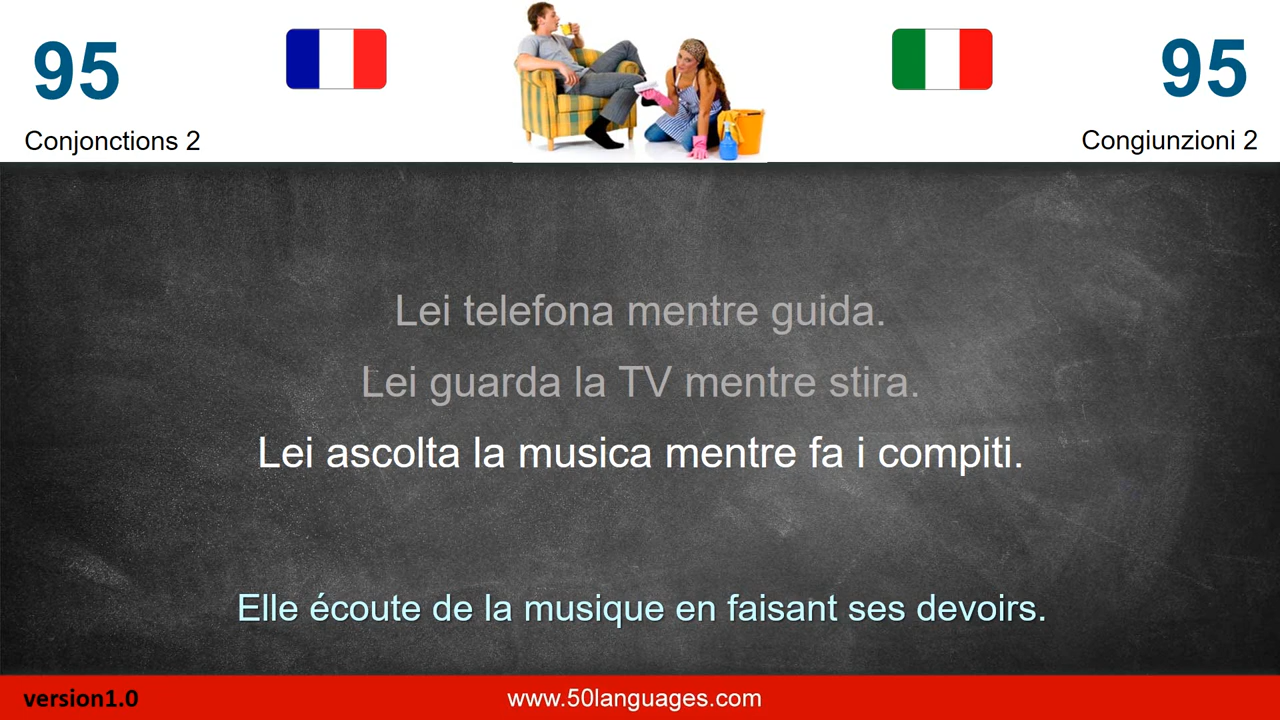 95
95
Conjonctions 2
Congiunzioni 2
Lei telefona mentre guida.
Lei guarda la TV mentre stira.
Lei ascolta la musica mentre fa i compiti.
Elle écoute de la musique en faisant ses devoirs.
version1.0
www.50languages.com